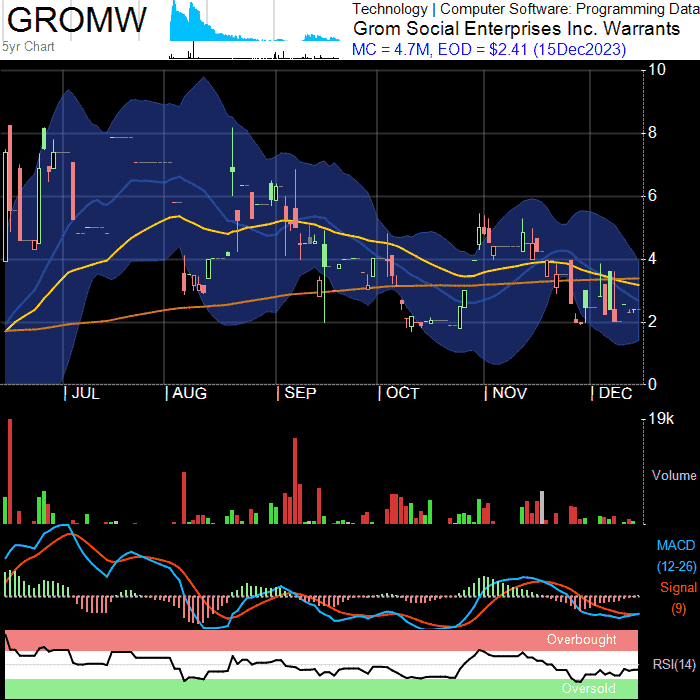 GROMW
5yr Chart
Technology | Computer Software: Programming Data
Grom Social Enterprises Inc. Warrants
MC = 4.7M, EOD = $2.41 (15Dec2023)
10
8
6
4
2
0
| JUL
| AUG
| SEP
| OCT
| NOV
| DEC
19k
Volume
MACD
(12-26)
Signal
(9)
Overbought
RSI(14)
Oversold